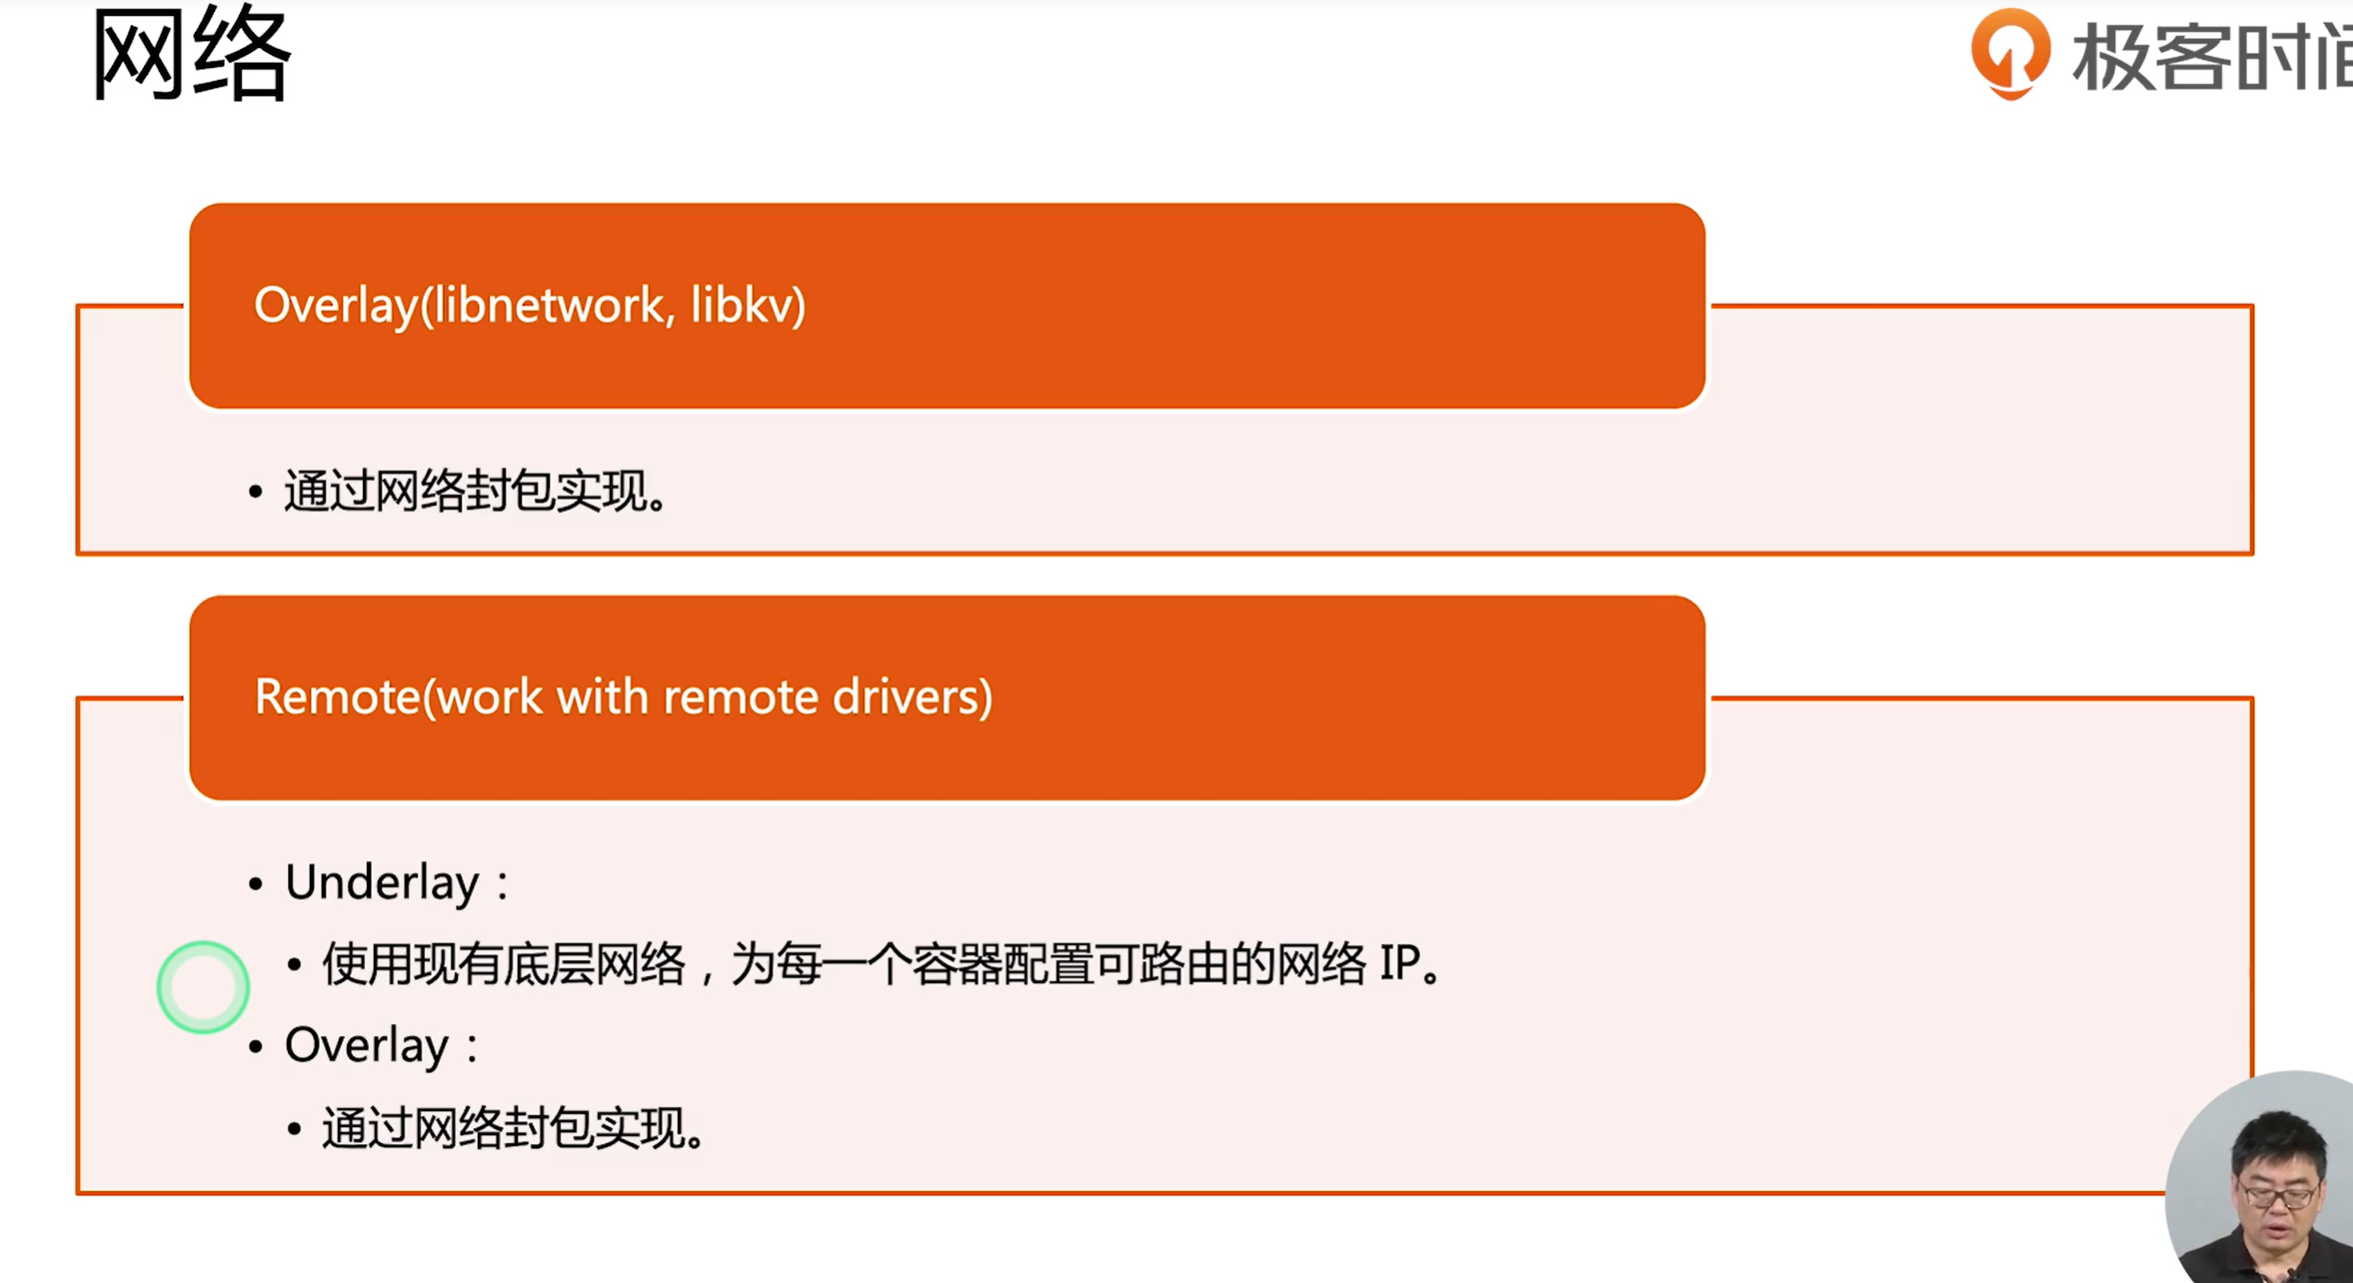 网络
极客时间
Overlay(libnetwork, libkv)
• 通过网络封包实现。
Remote(work with remote drivers)
• Underlay：
• 使用现有底层网络，为每一个容器配置可路由的网络 IP。
• Overlay：
• 通过网络封包实现。